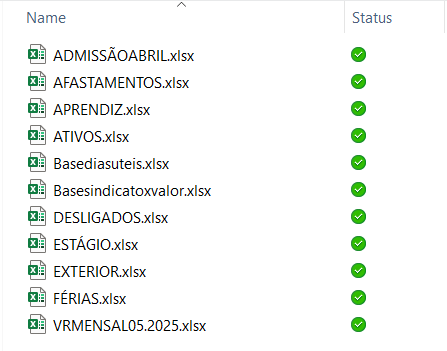 Name Status
ADMISSÃOABRIL.xlsx
AFASTAMENTOS.xlsx
APRENDIZ.xlsx
ATIVOS.xlsx
Basediasuteis.xlsx
Basesindicatoxvalor.xlsx
DESLIGADOS.xlsx
ESTÁGIO.xlsx
EXTERIOR.xlsx
FÉRIAS.xlsx
VRMENSAL05.2025.xlsx